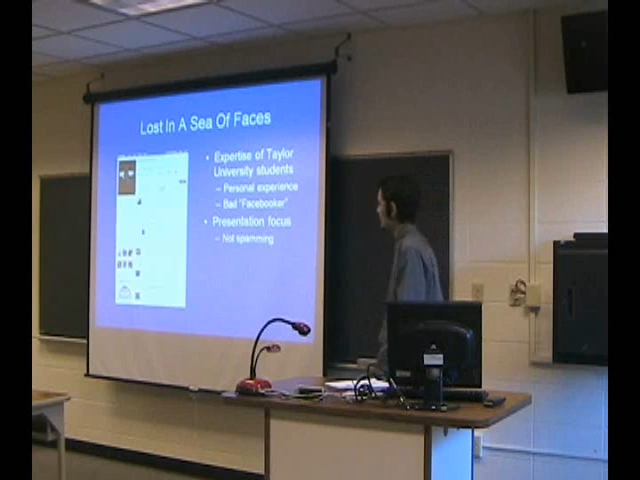 Lost In A Sea Of Faces
• Expertise of Taylor
University students
– Personal experience
– Bad "Facebooker"
• Presentation focus
– Not spamming